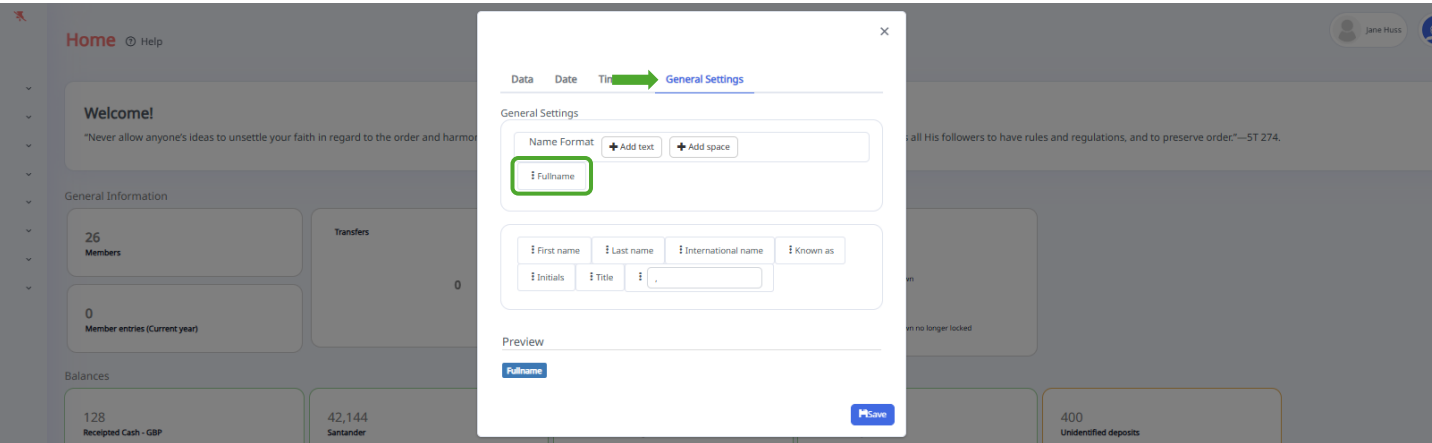 Home Help
Jane Huss
Data Date General Settings
Welcome!
"Never allow anyone's ideas to unsettle your faith in regard to the order and
all His followers to have rules and regulations, and to preserve order."—5T 274.
General Settings
Name Format Add text Add space
Fullname
General Information
26
Members
Transfers
0
0
Member entries (Current year)
First name Last name International name Known as
Initials Title ,
no longer locked
Preview
Fullname
Balances
128
Receipted Cash - GBP
42,144
Santander
Save
400
Unidentified deposits